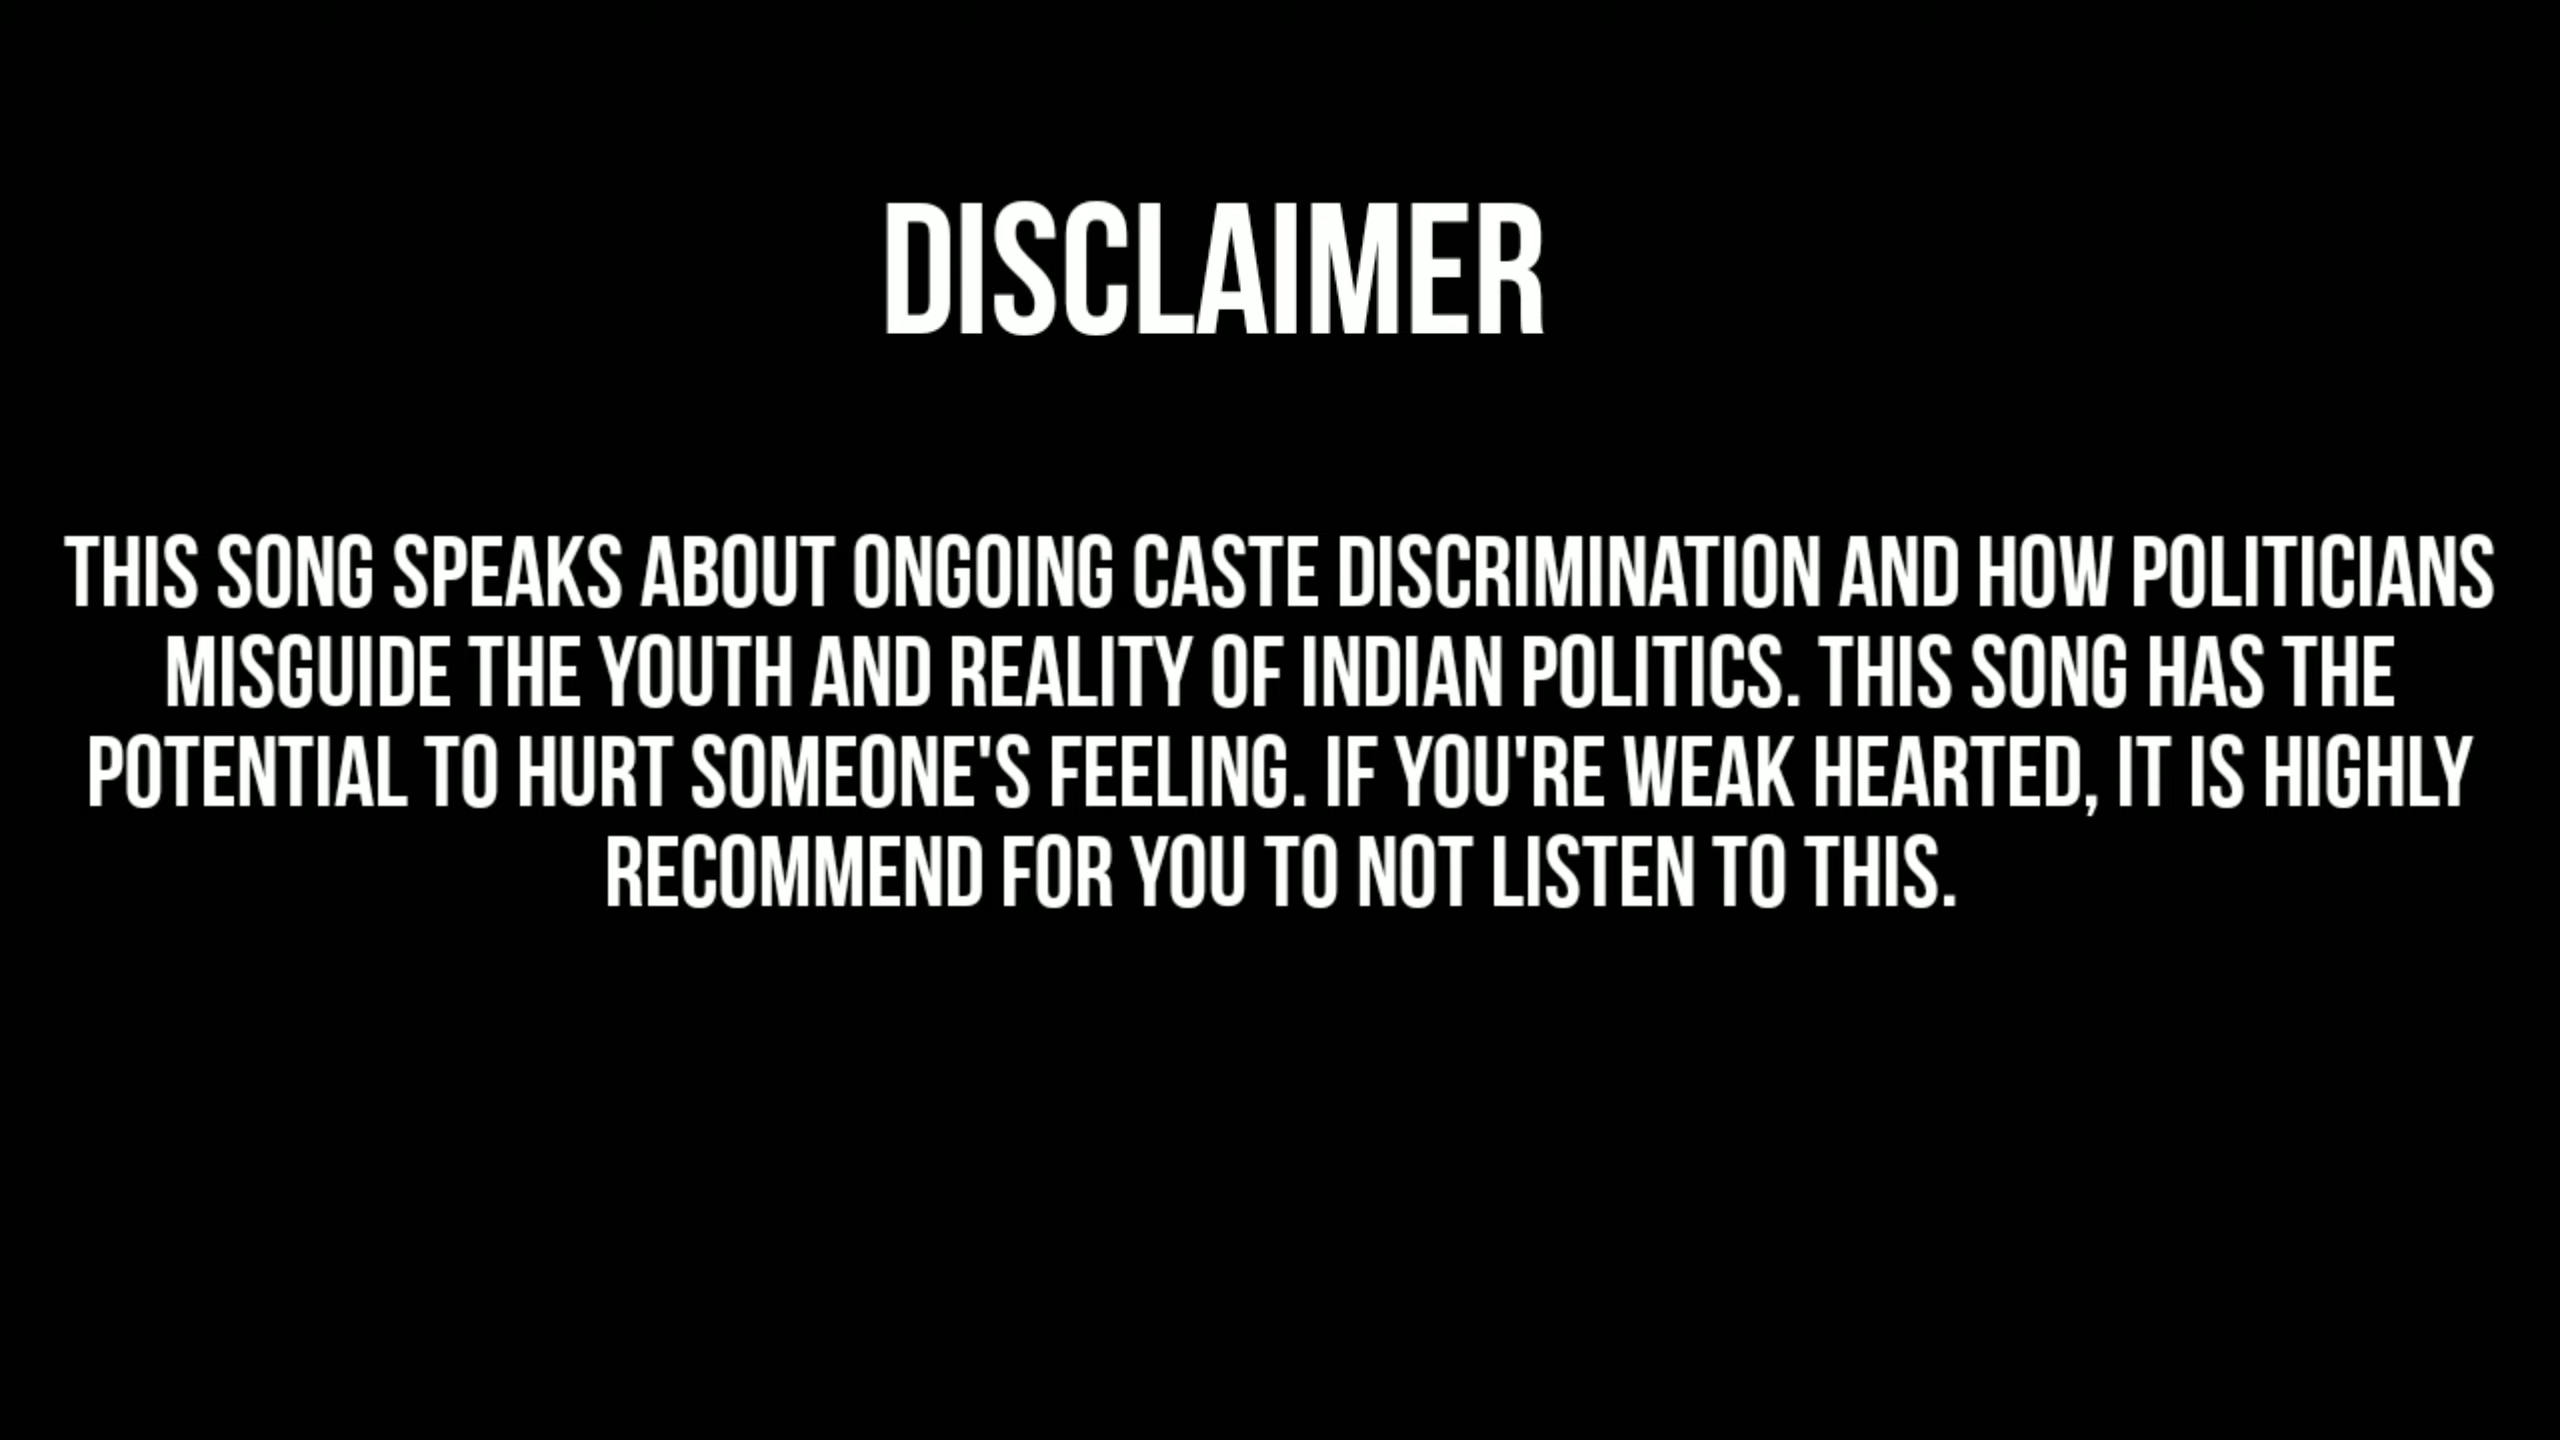 DISCLAIMER
THIS SONG SPEAKS ABOUT ONGOING CASTE DISCRIMINATION AND HOW POLITICIANS
MISGUIDE THE YOUTH AND REALITY OF INDIAN POLITICS. THIS SONG HAS THE
POTENTIAL TO HURT SOMEONE'S FEELING. IF YOU'RE WEAK HEARTED, IT IS HIGHLY
RECOMMEND FOR YOU TO NOT LISTEN TO THIS.